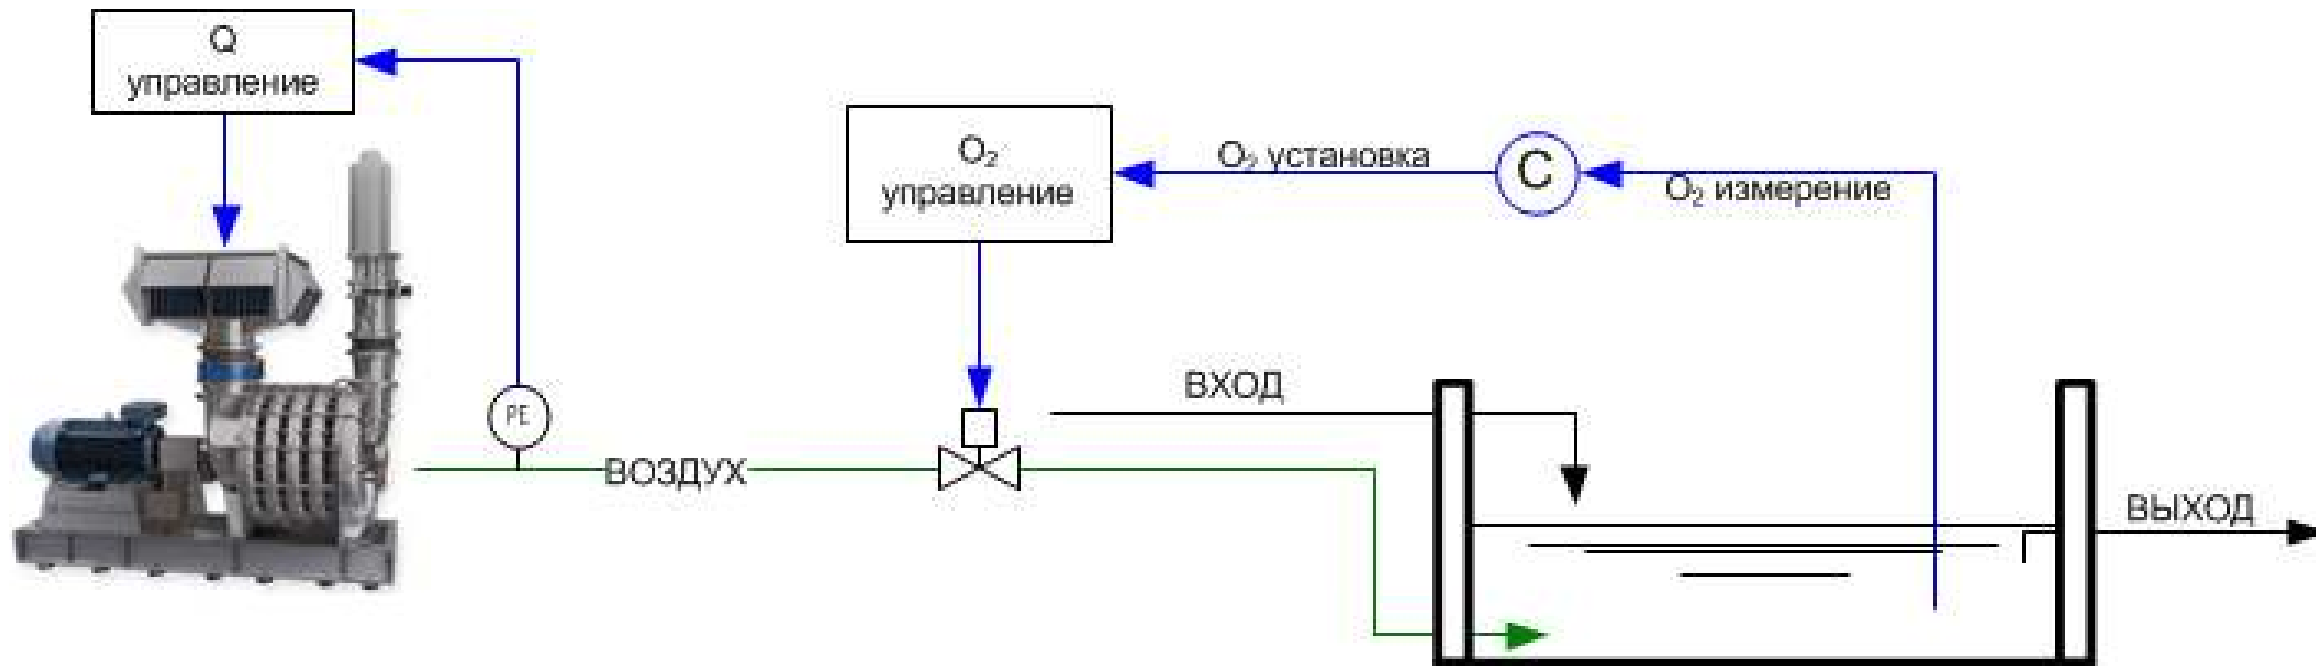 Q
управление
O₂
управление
O₂ установка
C
O₂ измерение
ВХОД
PE
ВОЗДУХ
ВЫХОД